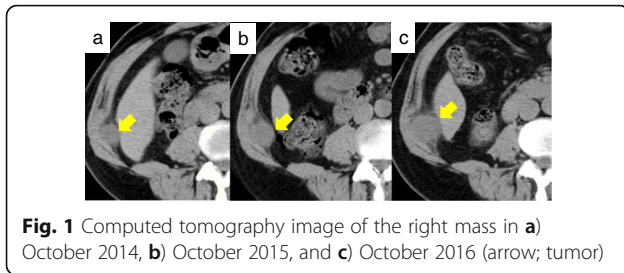 a
b
c
Fig. 1 Computed tomography image of the right mass in a)
October 2014, b) October 2015, and c) October 2016 (arrow; tumor)